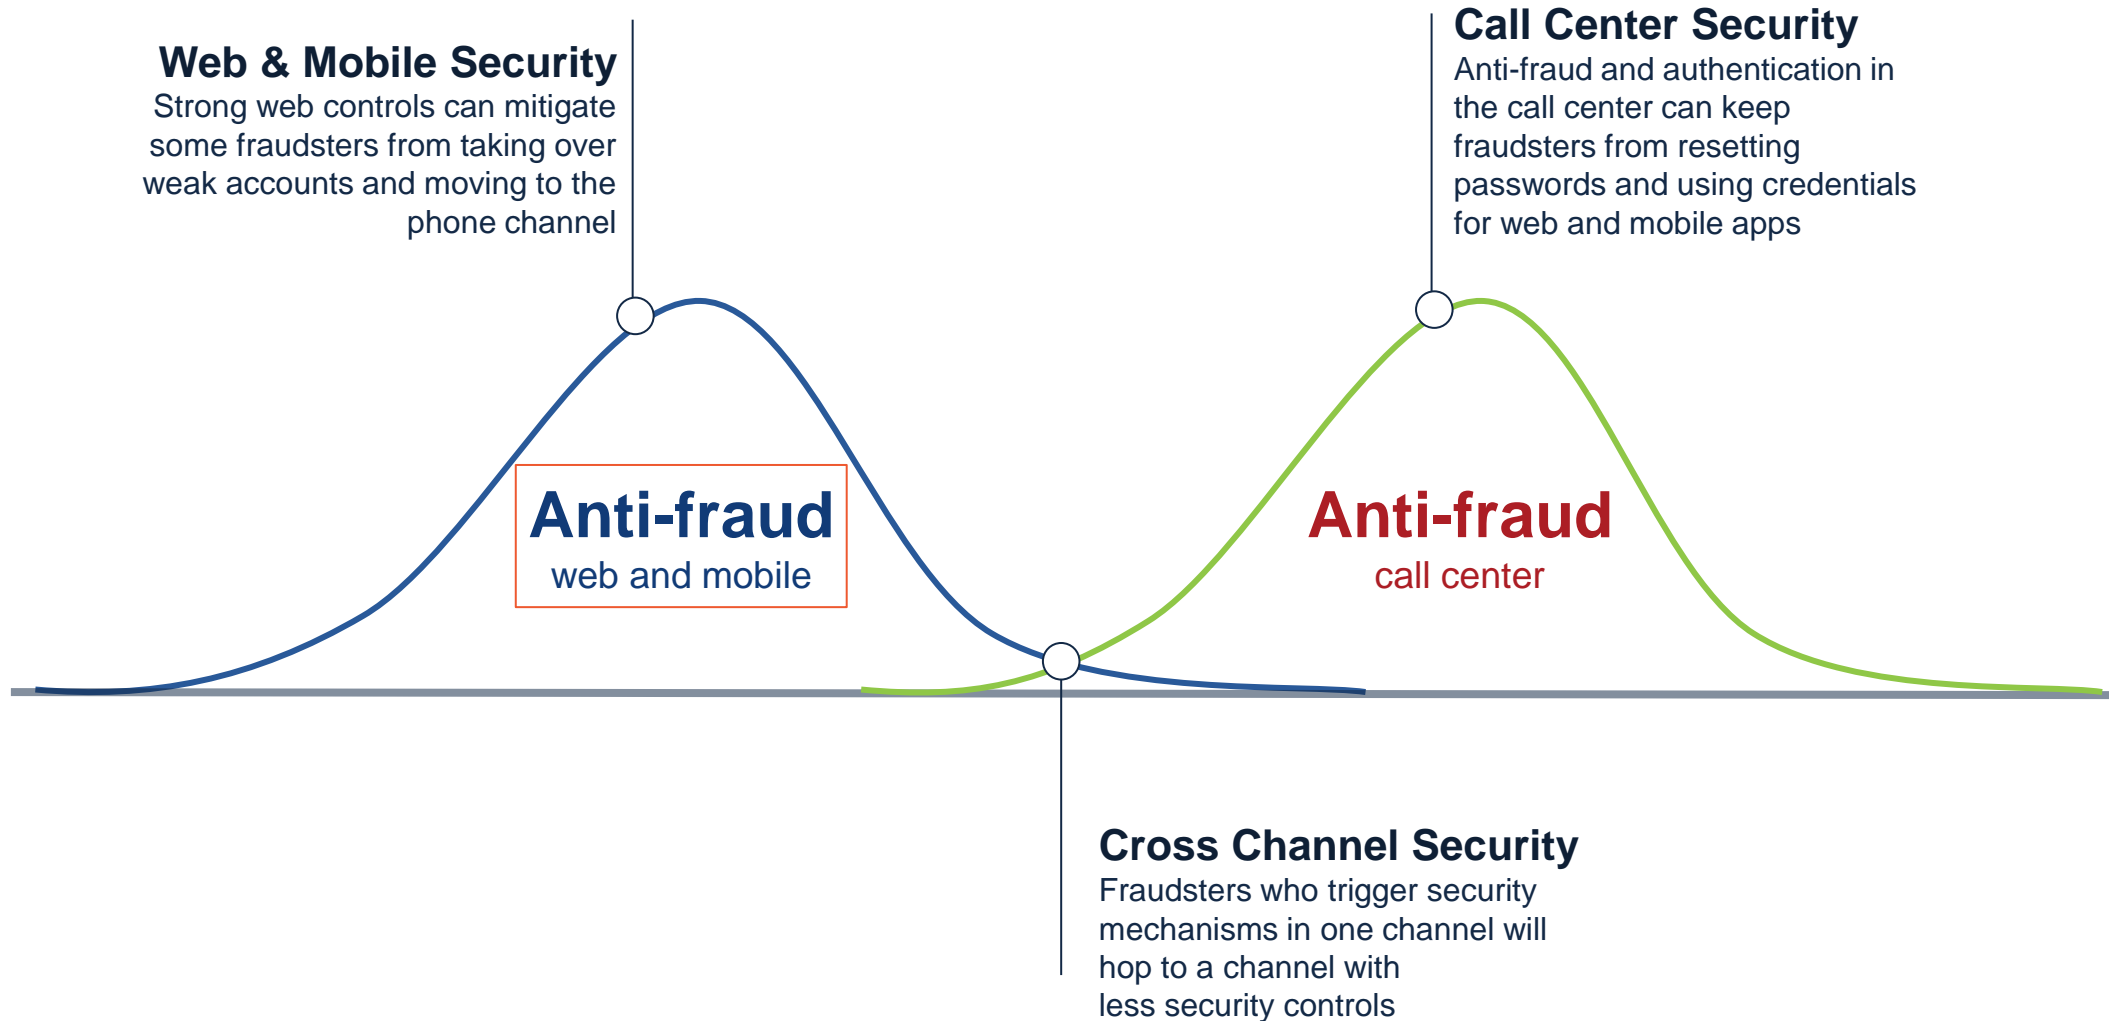 Web & Mobile Security
Strong web controls can mitigate
some fraudsters from taking over
weak accounts and moving to the
phone channel
Call Center Security
Anti-fraud and authentication in
the call center can keep
fraudsters from resetting
passwords and using credentials
for web and mobile apps
Anti-fraud
web and mobile
Anti-fraud
call center
Cross Channel Security
Fraudsters who trigger security
mechanisms in one channel will
hop to a channel with
less security controls